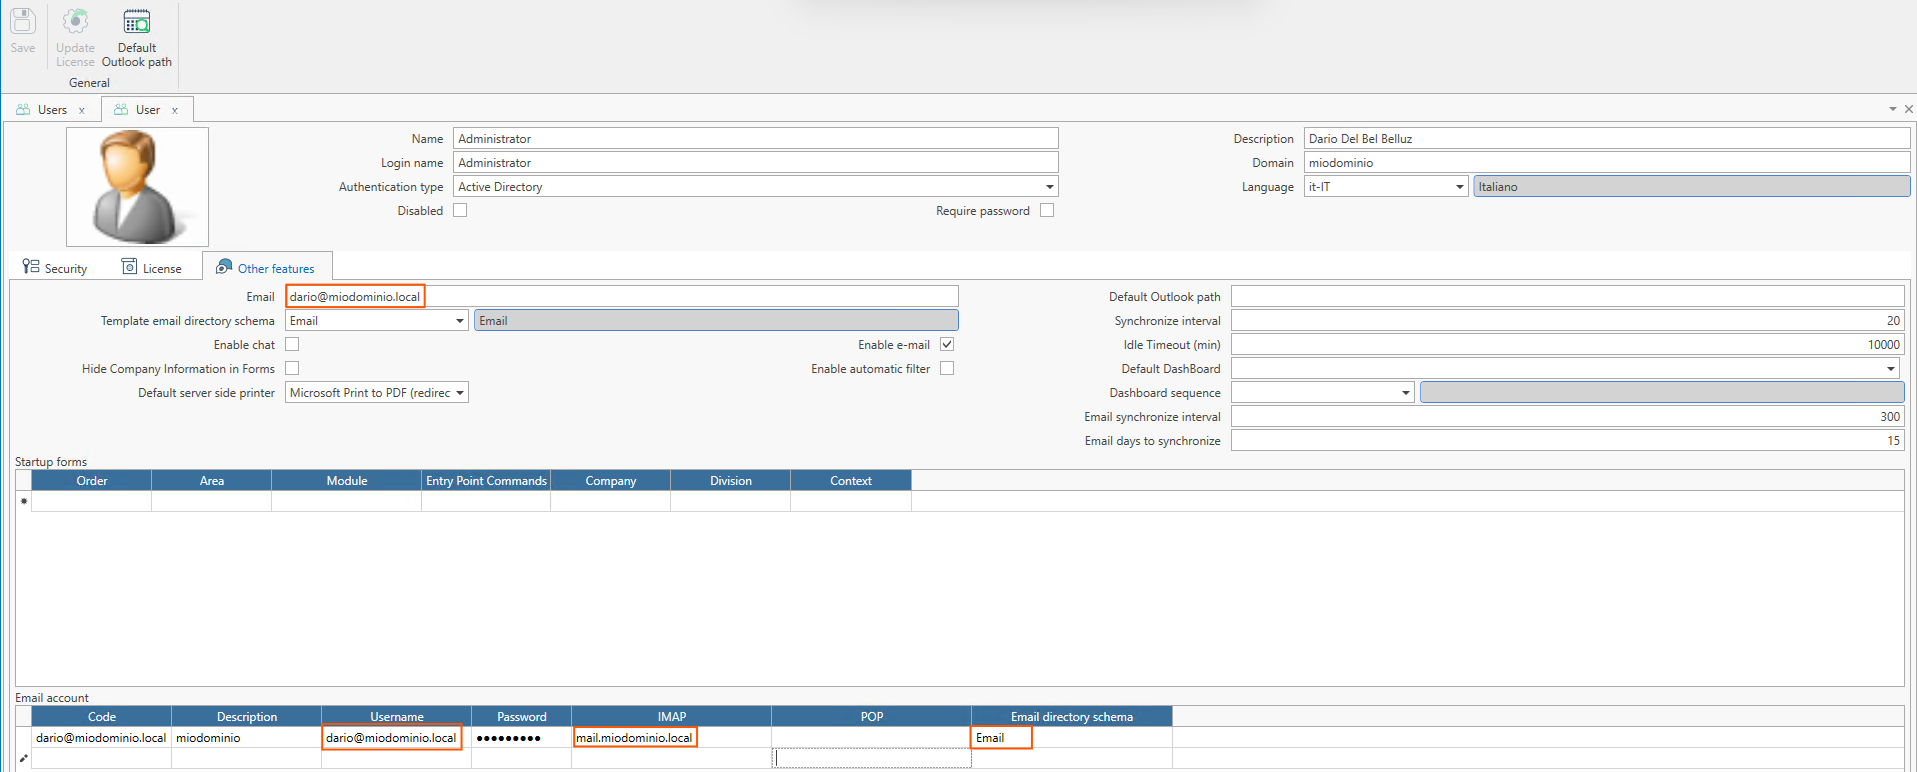 Save
Update License
Default Outlook path
General
Users x
User x
Name Administrator Description Dario Del Bel Belluz
Login name Administrator Domain miodominio
Authentication type Active Directory Language it-IT Italiano
Disabled Require password
Security License Other features
Email dario@miodominio.local Default Outlook path
Template email directory schema Email Email Synchronize interval 20
Enable chat Enable e-mail Idle Timeout (min) 10000
Hide Company Information in Forms Enable automatic filter Default DashBoard
Default server side printer Microsoft Print to PDF (redirec Dashboard sequence
Email synchronize interval 300
Email days to synchronize 15
Startup forms
Order Area Module Entry Point Commands Company Division Context
Email account
Code Description Username Password IMAP POP Email directory schema
dario@miodominio.local miodominio dario@miodominio.local ●●●●●●●●● mail.miodominio.local Email